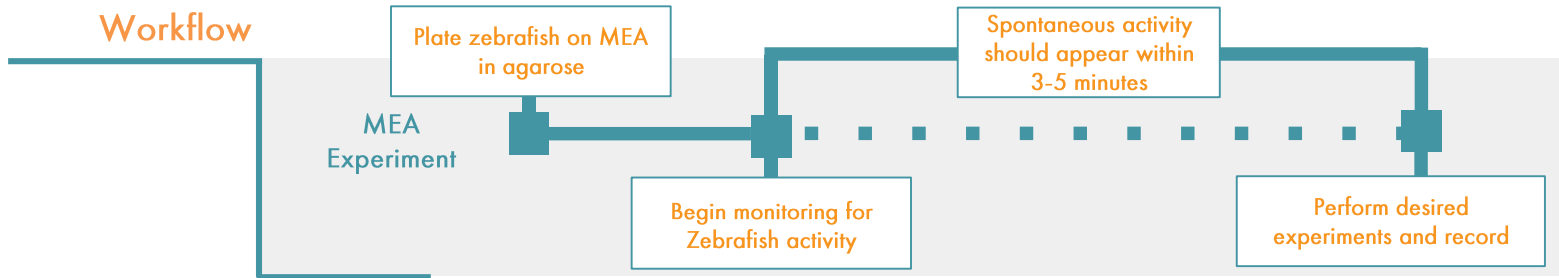 Workflow
MEA
Experiment
Plate zebrafish on MEA
in agarose
Begin monitoring for
Zebrafish activity
Spontaneous activity
should appear within
3-5 minutes
Perform desired
experiments and record